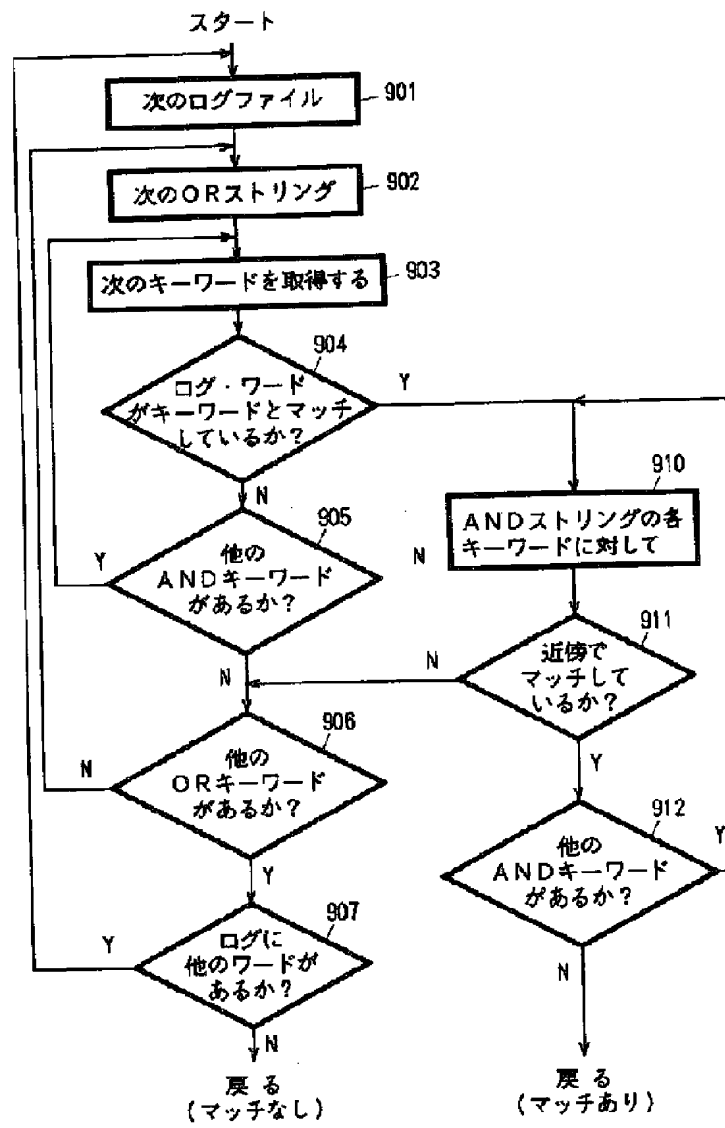 スタート
次のログファイル
901
次のORストリング
902
次のキーワードを取得する
903
904
ログ・ワード
がキーワードとマッチ
しているか?
Y
N
905
他の
ANDキーワード
があるか?
Y
N
906
他の
ORキーワード
があるか?
N
Y
907
ログに
他のワードが
あるか?
Y
N
戻る
(マッチなし)
910
ANDストリングの各
キーワードに対して
N
911
近傍で
マッチして
いるか?
N
Y
912
他の
ANDキーワード
があるか?
Y
N
戻る
(マッチあり)